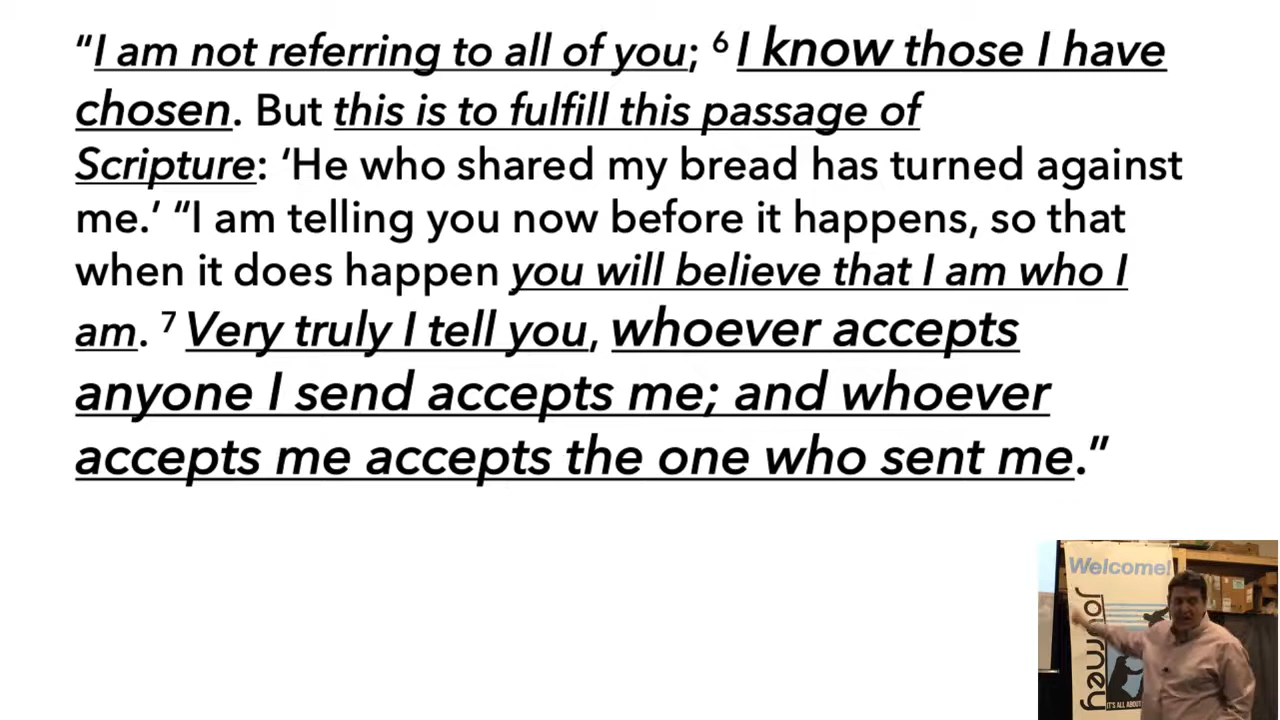 “I am not referring to all of you; ⁶ I know those I have
chosen. But this is to fulfill this passage of
Scripture: ‘He who shared my bread has turned against
me.’ “I am telling you now before it happens, so that
when it does happen you will believe that I am who I
am. ⁷ Very truly I tell you, whoever accepts
anyone I send accepts me; and whoever
accepts me accepts the one who sent me.”
Welcome!
Journey
IT'S ALL ABOUT